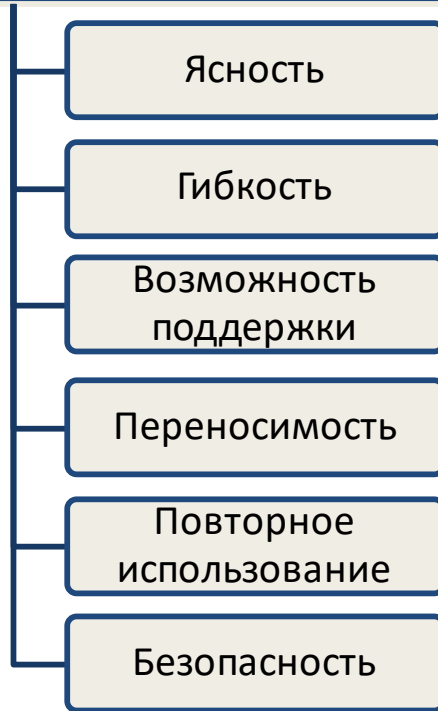 Ясность
Гибкость
Возможность
поддержки
Переносимость
Повторное
использование
Безопасность